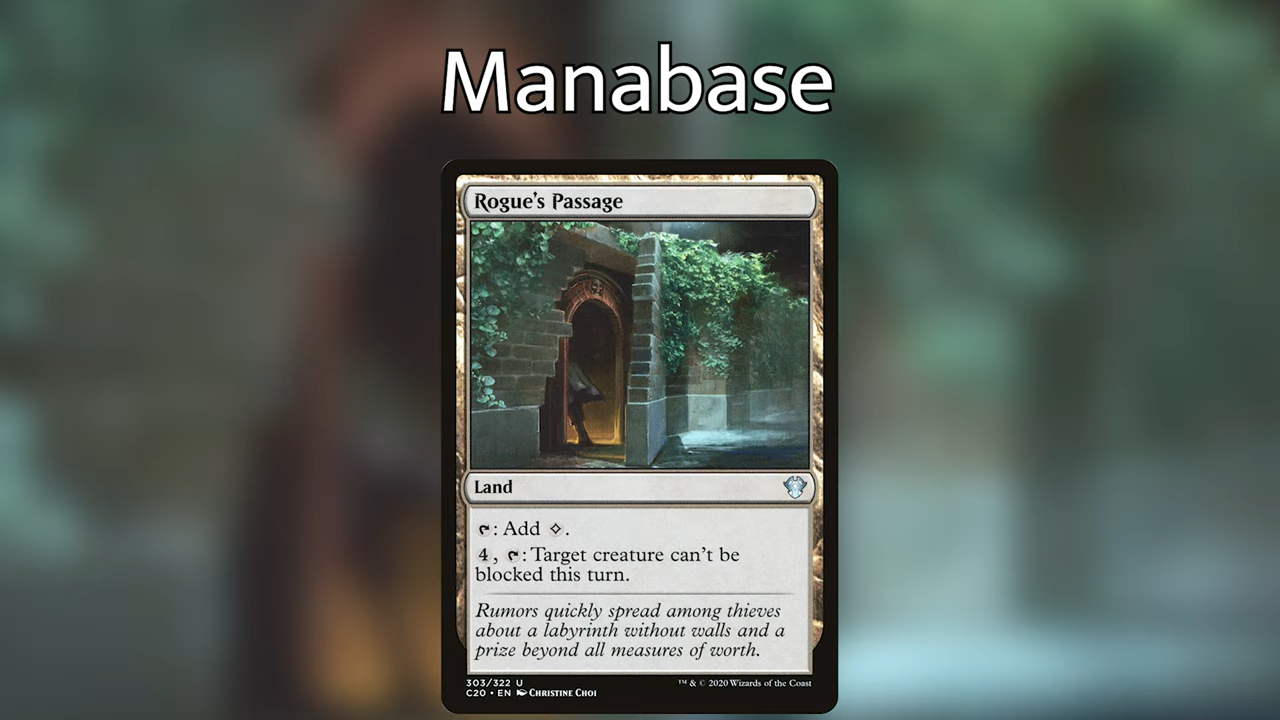 Manabase
Rogue's Passage
Land
: Add .
4, : Target creature can't be
blocked this turn.
Rumors quickly spread among thieves
about a labyrinth without walls and a
prize beyond all measures of worth.
303/322 U
C20 • EN Christine Choi
™ & © 2020 Wizards of the Coast